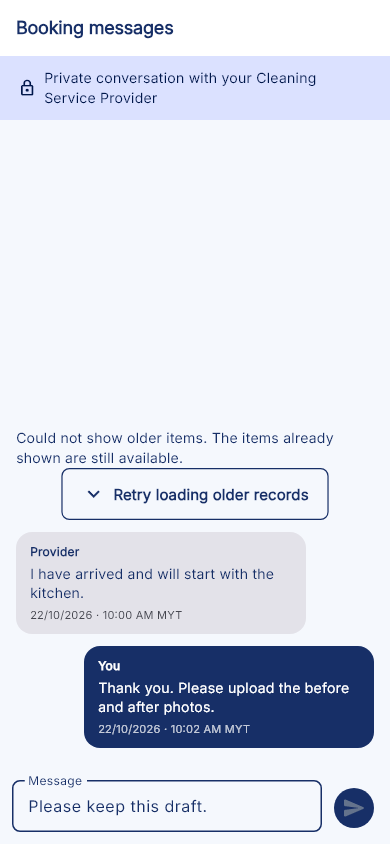 Booking messages
Private conversation with your Cleaning
Service Provider
Could not show older items. The items already
shown are still available.
Retry loading older records
Provider
I have arrived and will start with the
kitchen.
22/10/2026 · 10:00 AM MYT
You
Thank you. Please upload the before
and after photos.
22/10/2026 · 10:02 AM MYT
Message
Please keep this draft.